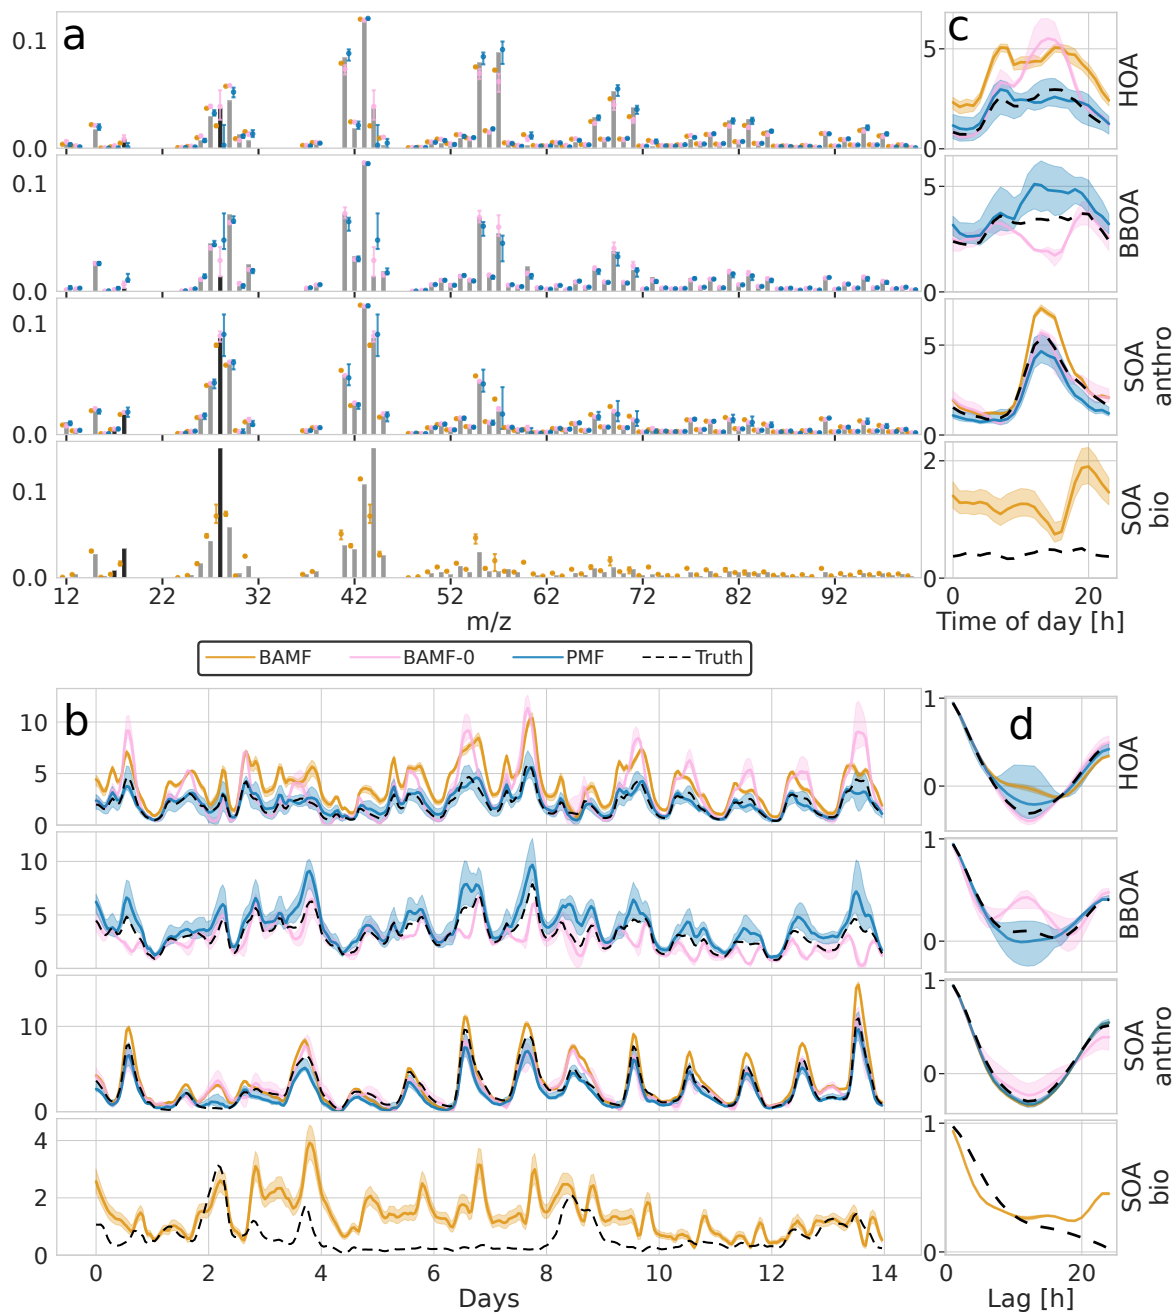 a
0.1
0.0
0.1
0.0
0.1
0.0
0.1
0.0
12 22 32 42 52 62 72 82 92
m/z
c
5
0
HOA
5
0
BBOA
5
0
SOA
anthro
2
0
SOA
bio
0 20
Time of day [h]
BAMF BAMF-0 PMF Truth
b
10
5
0
10
5
0
10
0
4
2
0
0 2 4 6 8 10 12 14
Days
d
1
0
HOA
1
0
BBOA
1
0
SOA
anthro
1
0
SOA
bio
0 20
Lag [h]